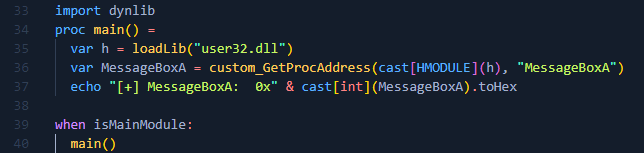 33 import dynlib
34 proc main() =
35 var h = loadLib("user32.dll")
36 var MessageBoxA = custom_GetProcAddress(cast[HMODULE](h), "MessageBoxA")
37 echo "[+] MessageBoxA:  0x" & cast[int](MessageBoxA).toHex
38
39 when isMainModule:
40 main()